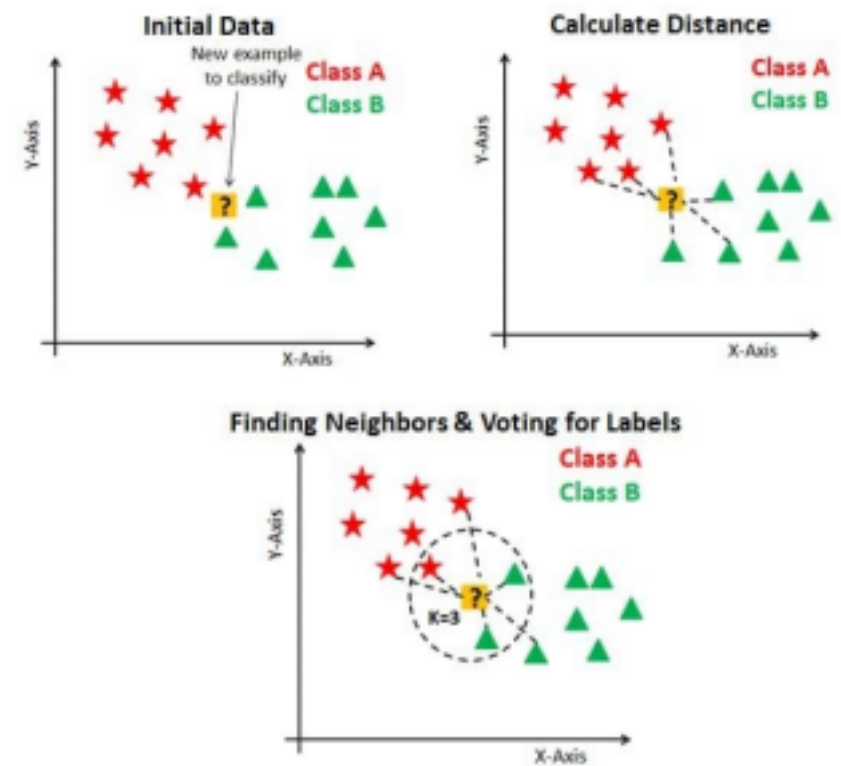 Initial Data
New example
to classify
Class A
Class B
Y-Axis
?
X-Axis
Calculate Distance
Class A
Class B
Y-Axis
?
X-Axis
Finding Neighbors & Voting for Labels
Class A
Class B
Y-Axis
?
K=3
X-Axis